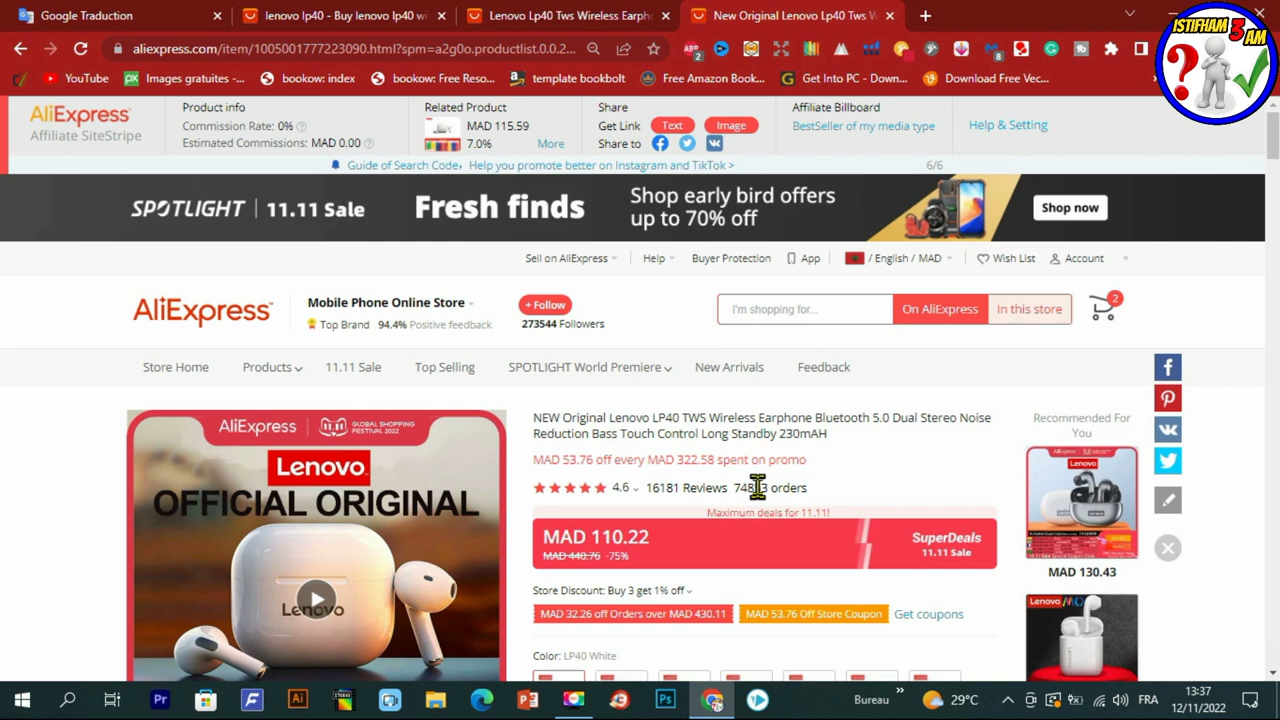 Google Traduction
lenovo lp40 - Buy lenovo lp40 wi
Lenovo Lp40 Tws Wireless Earph
New Original Lenovo Lp40 Tws W
ISTIFHAM 3 AM
aliexpress.com/item/1005001777223090.html?spm=a2g0o.productlist.0.0.2...
YouTube
Images gratuites -...
bookow: index
bookow: Free Reso...
template bookbolt
Free Amazon Book...
Get Into PC - Down...
Download Free Vec...
AliExpress
Affiliate SiteStripe
Product info
Commission Rate: 0%
Estimated Commissions: MAD 0.00
Related Product
MAD 115.59
7.0%
More
Share
Get Link Text Image
Share to
Affiliate Billboard
BestSeller of my media type
Help & Setting
Guide of Search Code, Help you promote better on Instagram and TikTok >
6/6
SPOTLIGHT | 11.11 Sale
Fresh finds
Shop early bird offers
up to 70% off
Shop now
Sell on AliExpress
Help
Buyer Protection
App
/ English / MAD
Wish List
Account
AliExpress
Mobile Phone Online Store
Top Brand 94.4% Positive feedback
+ Follow
273544 Followers
I'm shopping for...
On AliExpress
In this store
2
Store Home
Products
11.11 Sale
Top Selling
SPOTLIGHT World Premiere
New Arrivals
Feedback
AliExpress
11.11 GLOBAL SHOPPING FESTIVAL 2022
Lenovo
OFFICIAL ORIGINAL
Lenovo
NEW Original Lenovo LP40 TWS Wireless Earphone Bluetooth 5.0 Dual Stereo Noise
Reduction Bass Touch Control Long Standby 230mAH
MAD 53.76 off every MAD 322.58 spent on promo
4.6 16181 Reviews orders
Maximum deals for 11.11!
MAD 110.22
MAD 440.76 -75%
SuperDeals
11.11 Sale
Store Discount: Buy 3 get 1% off
MAD 32.26 off Orders over MAD 430.11
MAD 53.76 Off Store Coupon
Get coupons
Color: LP40 White
Recommended For
You
Lenovo
MAD 130.43
Lenovo
Bureau
29°C
FRA
13:37
12/11/2022